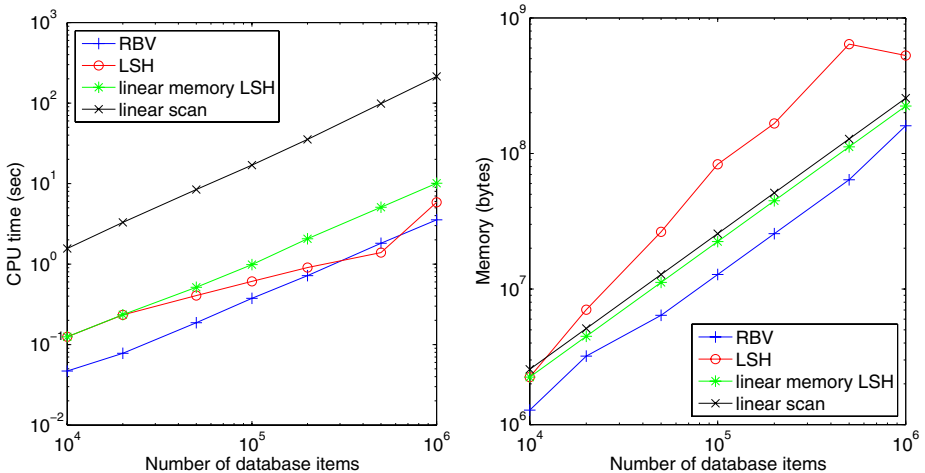 10^3
10^2
10^1
10^0
10^-1
10^-2
CPU time (sec)
RBV
LSH
linear memory LSH
linear scan
10^4
10^5
10^6
Number of database items
10^9
10^8
10^7
10^6
Memory (bytes)
RBV
LSH
linear memory LSH
linear scan
10^4
10^5
10^6
Number of database items